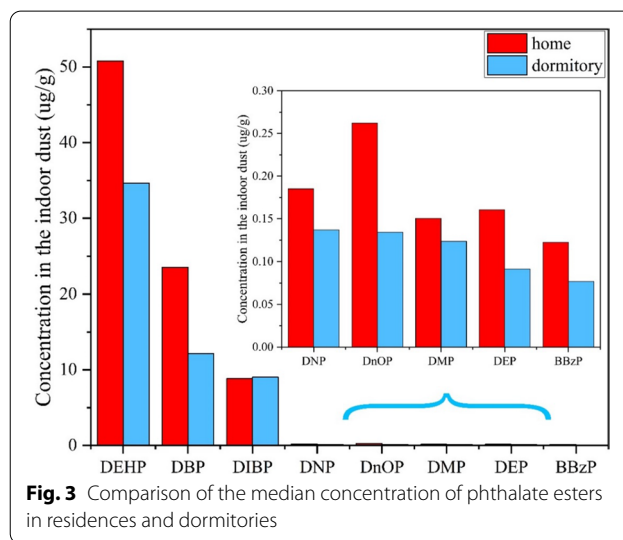 home
dormitory
Concentration in the indoor dust (ug/g)
50
40
30
20
10
0
DEHP DBP DIBP DNP DnOP DMP DEP BBzP
Concentration in the indoor dust (ug/g)
0.30
0.25
0.20
0.15
0.10
0.05
0.00
DNP DnOP DMP DEP BBzP
Fig. 3 Comparison of the median concentration of phthalate esters
in residences and dormitories